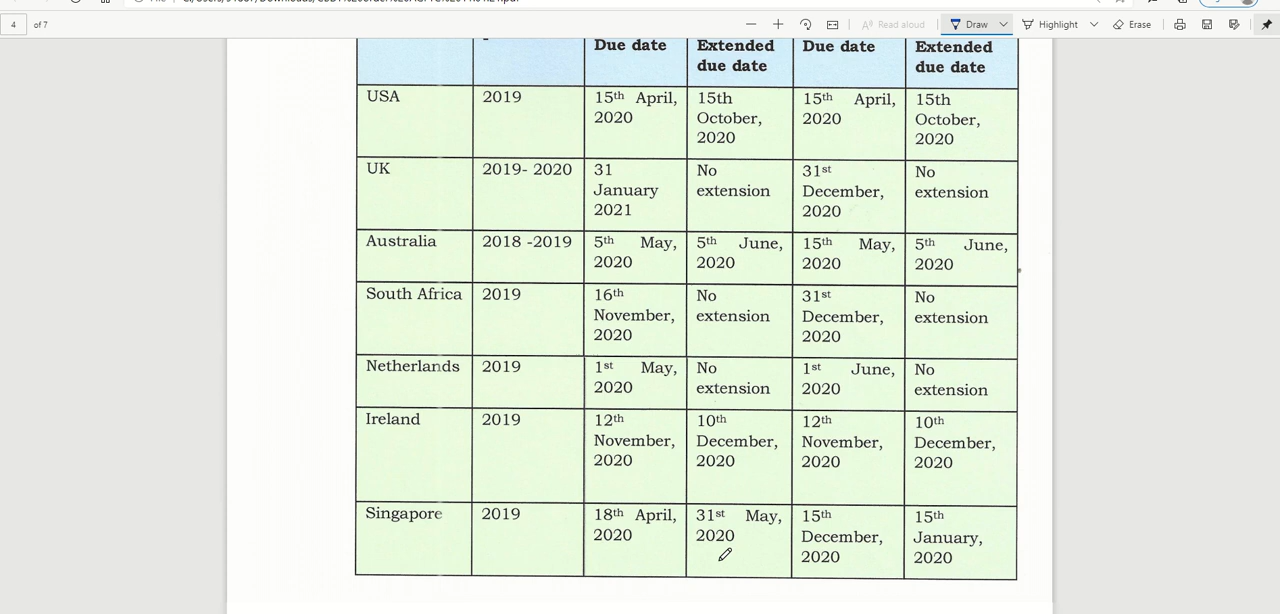 4 of 7
Read aloud
Draw
Highlight
Erase
Due date Extended due date Due date Extended due date
USA 2019 15th April, 2020 15th October, 2020 15th April, 2020 15th October, 2020
UK 2019- 2020 31 January 2021 No extension 31st December, 2020 No extension
Australia 2018 -2019 5th May, 2020 5th June, 2020 15th May, 2020 5th June, 2020
South Africa 2019 16th November, 2020 No extension 31st December, 2020 No extension
Netherlands 2019 1st May, 2020 No extension 1st June, 2020 No extension
Ireland 2019 12th November, 2020 10th December, 2020 12th November, 2020 10th December, 2020
Singapore 2019 18th April, 2020 31st May, 2020 15th December, 2020 15th January, 2020